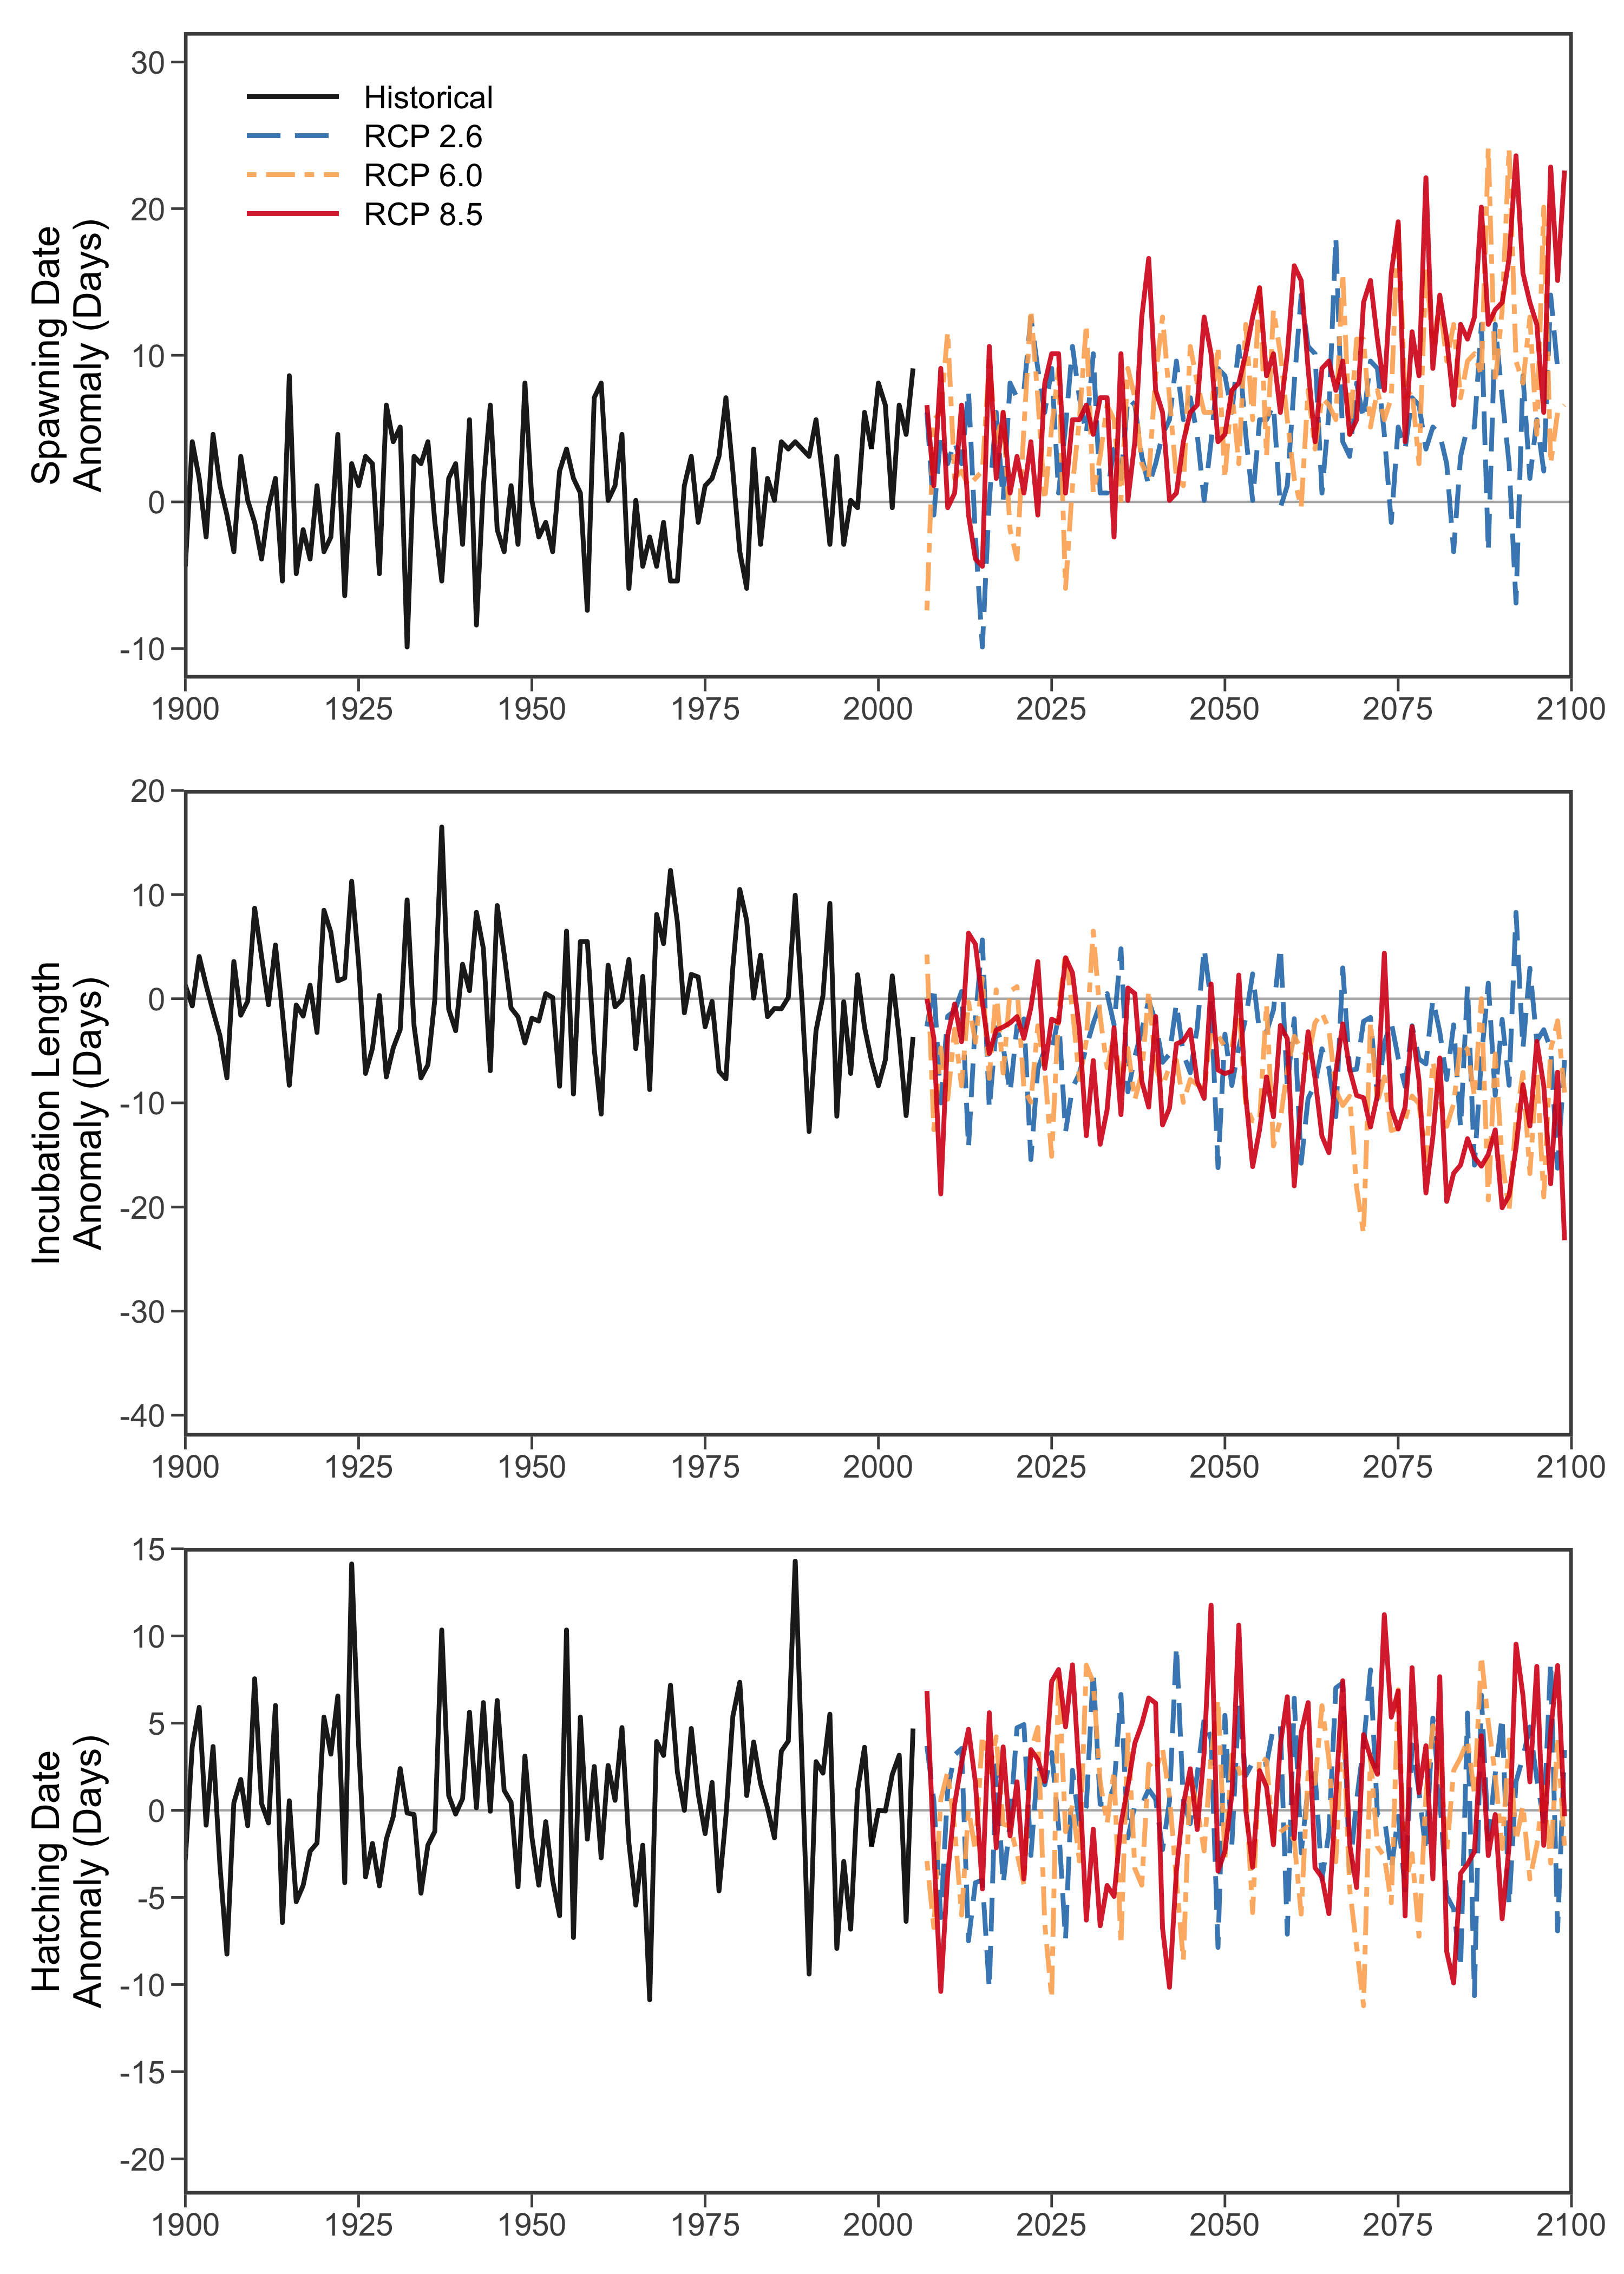 Spawning Date
Anomaly (Days)
30
20
10
0
-10
Historical
RCP 2.6
RCP 6.0
RCP 8.5
1900 1925 1950 1975 2000 2025 2050 2075 2100
Incubation Length
Anomaly (Days)
20
10
0
-10
-20
-30
-40
1900 1925 1950 1975 2000 2025 2050 2075 2100
Hatching Date
Anomaly (Days)
15
10
5
0
-5
-10
-15
-20
1900 1925 1950 1975 2000 2025 2050 2075 2100